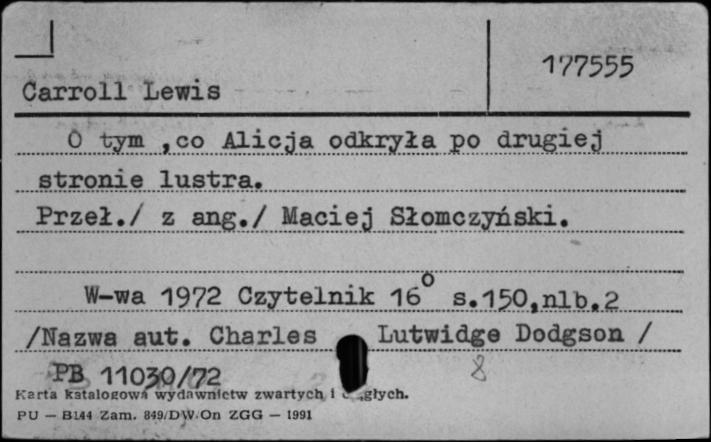 177555
Carroll Lewis
O tym ,co Alicja odkryła po drugiej
stronie lustra.
Przeł./ z ang./ Maciej Słomczyński.
W-wa 1972 Czytelnik 16° s.150,nlb.2
/Nazwa aut. Charles Lutwidge Dodgson /
PB 11030/72
8
Karta katalogowa wydawnictw zwartych i
PU — B144 Zam. 849/DW/On ZGG — 1991